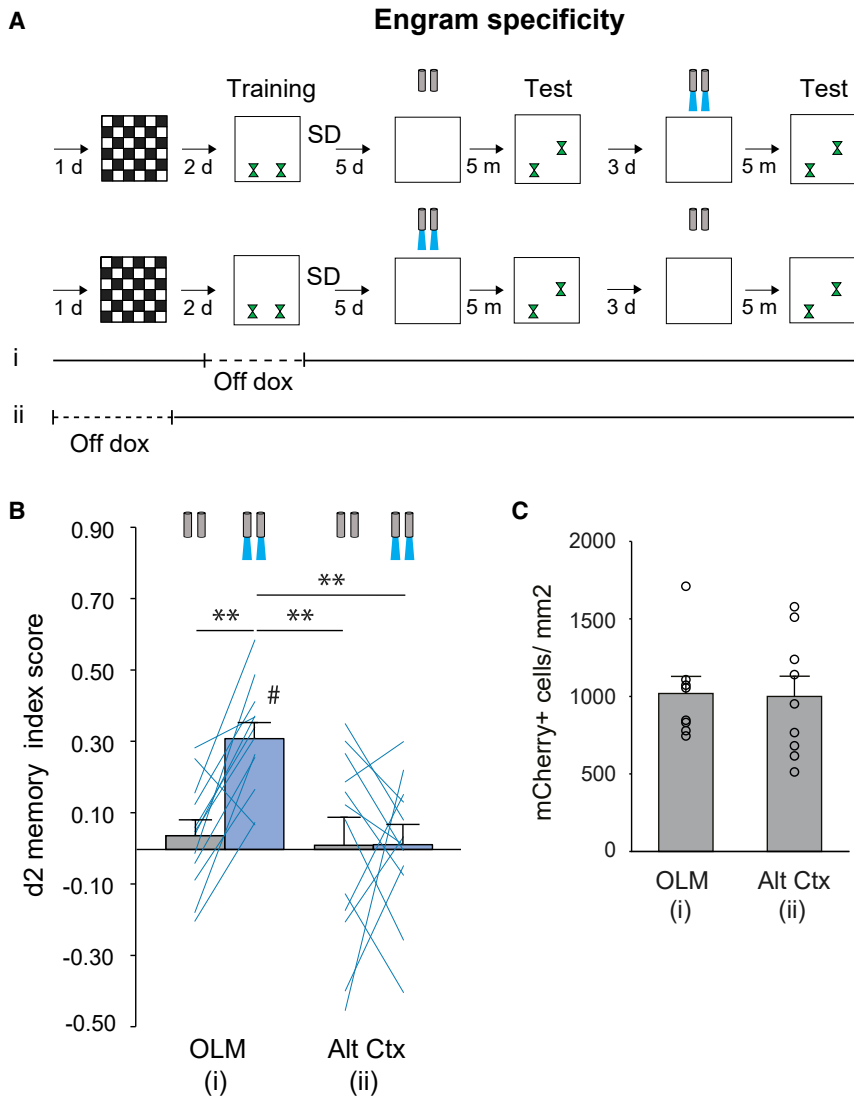 A
Engram specificity
Training Test Test
SD
1 d 2 d 5 d 5 m 3 d 5 m
SD
1 d 2 d 5 d 5 m 3 d 5 m
i
Off dox
ii
Off dox
B
0.90
0.70
0.50
0.30
0.10
-0.10
-0.30
-0.50
d2 memory index score
** ** **
#
OLM Alt Ctx
(i) (ii)
C
2000
1500
1000
500
0
mCherry+ cells/ mm2
OLM Alt Ctx
(i) (ii)